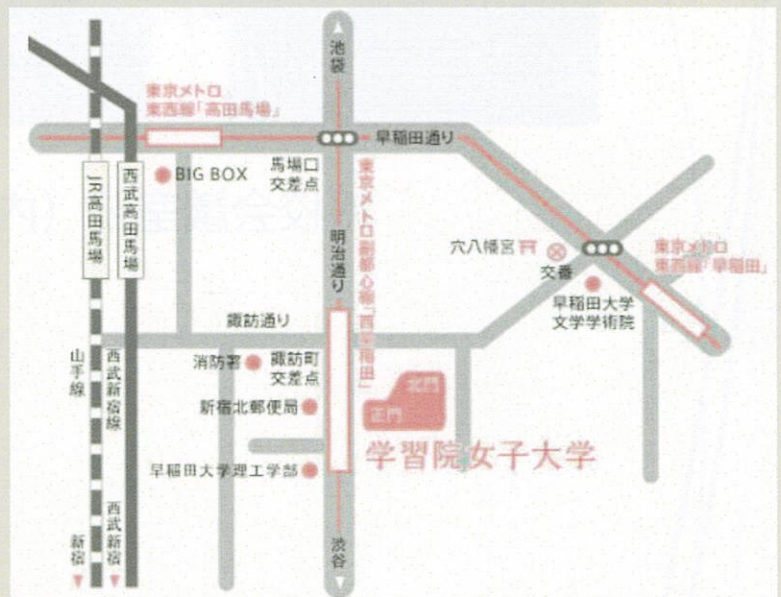 池袋
東京メトロ
東西線「高田馬場」
早稲田通り
馬場口
交差点
BIG BOX
JR高田馬場
西武高田馬場
明治通り
東京メトロ副都心線「西早稲田」
穴八幡宮
交番
東京メトロ
東西線「早稲田」
早稲田大学
文学学術院
諏訪通り
消防署
諏訪町
交差点
新宿北郵便局
北門
正門
学習院女子大学
早稲田大学理工学部
山手線
西武新宿線
新宿
西武新宿
渋谷